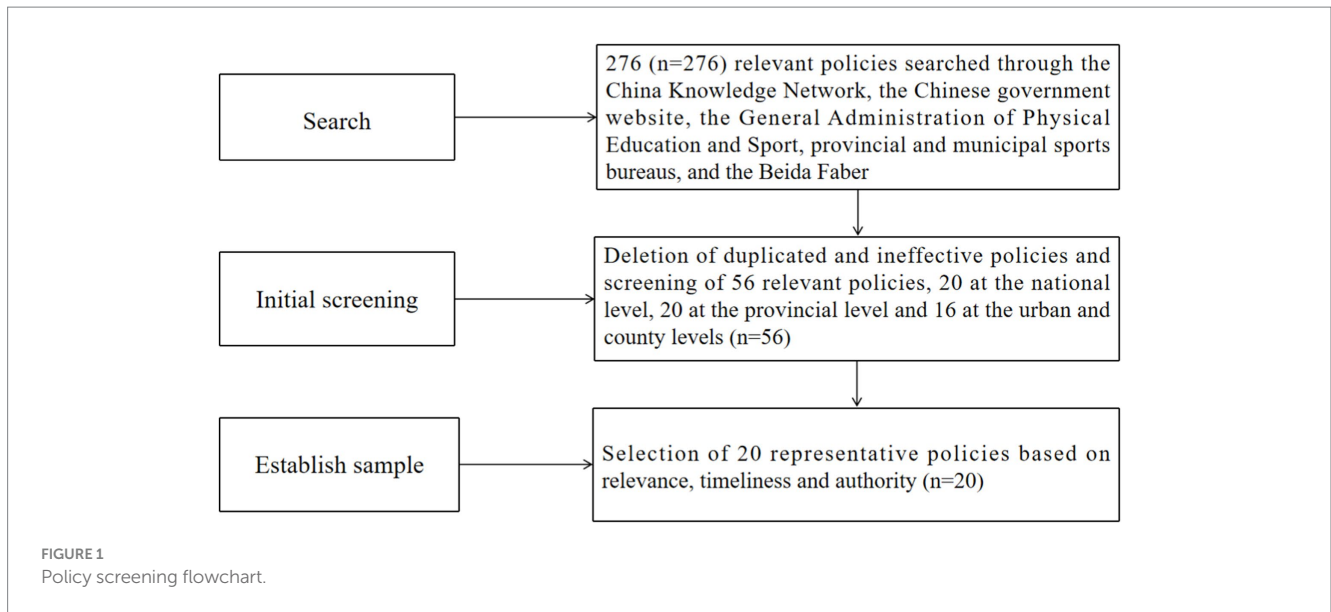 Search
276 (n=276) relevant policies searched through the
China Knowledge Network, the Chinese government
website, the General Administration of Physical
Education and Sport, provincial and municipal sports
bureaus, and the Beida Faber
Initial screening
Deletion of duplicated and ineffective policies and
screening of 56 relevant policies, 20 at the national
level, 20 at the provincial level and 16 at the urban and
county levels (n=56)
Establish sample
Selection of 20 representative policies based on
relevance, timeliness and authority (n=20)
FIGURE 1
Policy screening flowchart.